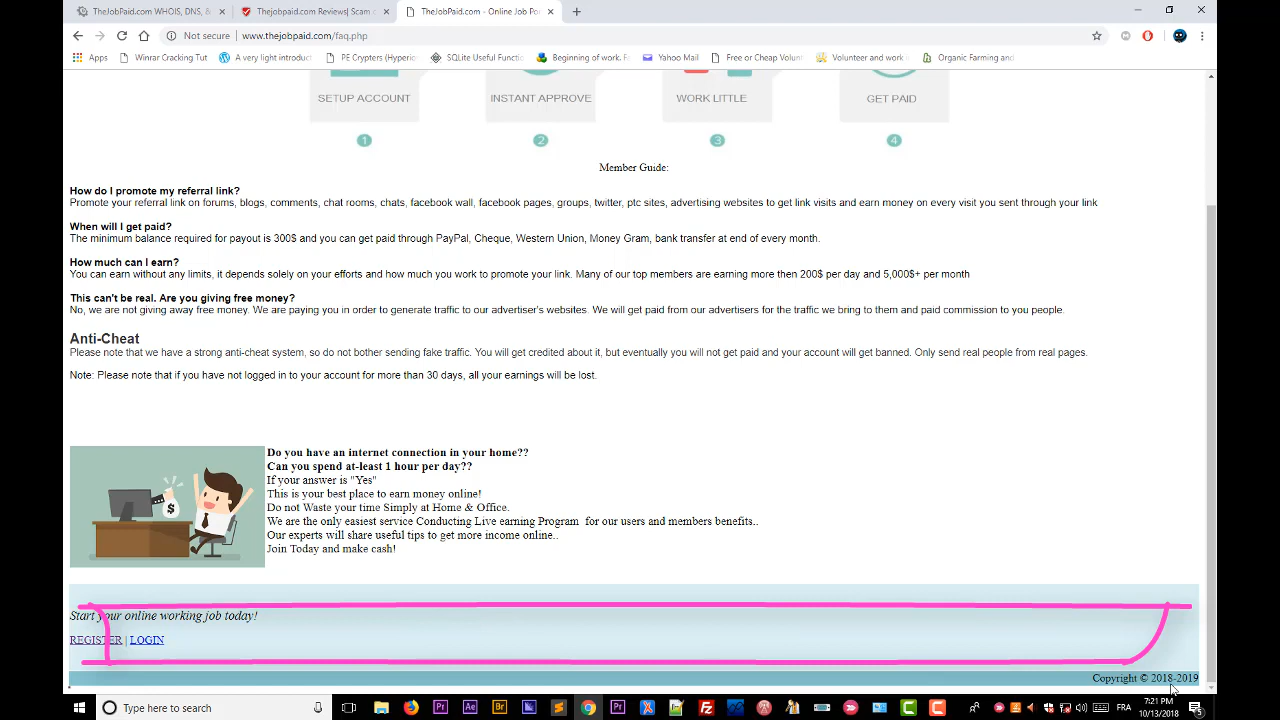 TheJobPaid.com WHOIS, DNS, &
Thejobpaid.com Reviews| Scam
TheJobPaid.com - Online Job Po
Not secure | www.thejobpaid.com/faq.php
Apps
Winrar Cracking Tut
A very light introduct
PE Crypters (Hyperion
SQLite Useful Functio
Beginning of work. F
Yahoo Mail
Free or Cheap Volunt
Volunteer and work i
Organic Farming and
SETUP ACCOUNT
INSTANT APPROVE
WORK LITTLE
GET PAID
1
2
3
4
Member Guide:
How do I promote my referral link?
Promote your referral link on forums, blogs, comments, chat rooms, chats, facebook wall, facebook pages, groups, twitter, ptc sites, advertising websites to get link visits and earn money on every visit you sent through your link
When will I get paid?
The minimum balance required for payout is 300$ and you can get paid through PayPal, Cheque, Western Union, Money Gram, bank transfer at end of every month.
How much can I earn?
You can earn without any limits, it depends solely on your efforts and how much you work to promote your link. Many of our top members are earning more then 200$ per day and 5,000$+ per month
This can't be real. Are you giving free money?
No, we are not giving away free money. We are paying you in order to generate traffic to our advertiser's websites. We will get paid from our advertisers for the traffic we bring to them and paid commission to you people.
Anti-Cheat
Please note that we have a strong anti-cheat system, so do not bother sending fake traffic. You will get credited about it, but eventually you will not get paid and your account will get banned. Only send real people from real pages.
Note: Please note that if you have not logged in to your account for more than 30 days, all your earnings will be lost.
Do you have an internet connection in your home??
Can you spend at-least 1 hour per day??
If your answer is "Yes"
This is your best place to earn money online!
Do not Waste your time Simply at Home & Office.
We are the only easiest service Conducting Live earning Program for our users and members benefits..
Our experts will share useful tips to get more income online..
Join Today and make cash!
$
Start your online working job today!
REGISTER | LOGIN
Copyright © 2018-2019
Type here to search
FRA
7:21 PM
10/13/2018